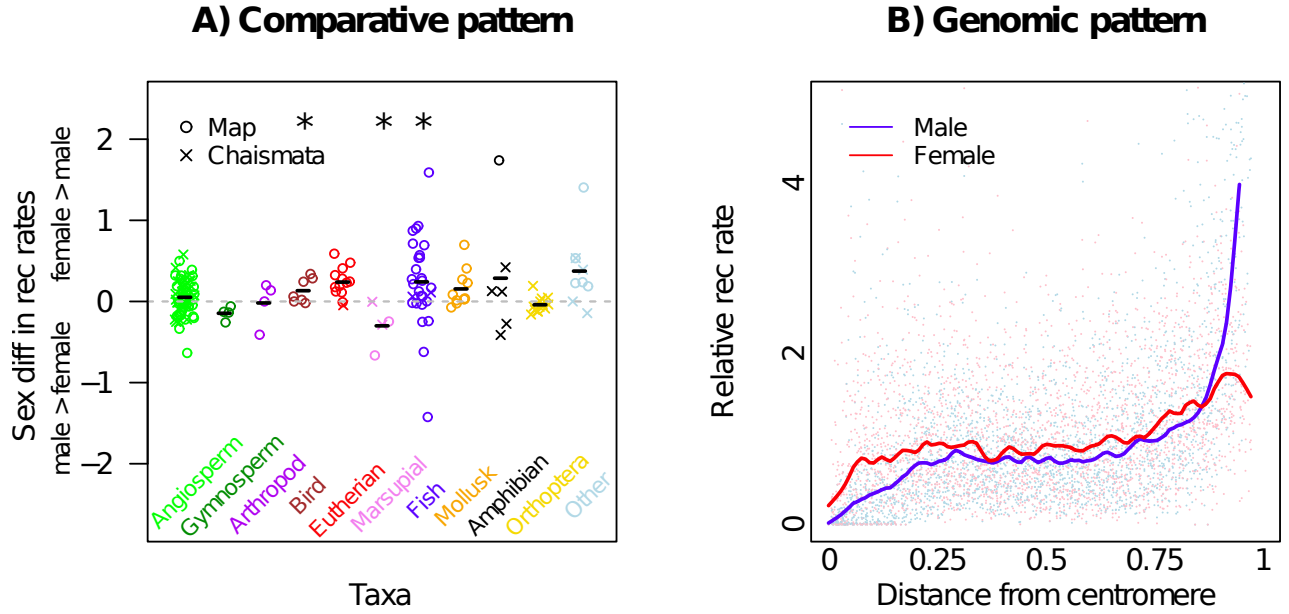 A) Comparative pattern
Sex diff in rec rates
male > female
female > male
2
1
0
−1
−2
Map
Chaismata
*
*
*
Angiosperm
Gymnosperm
Arthropod
Bird
Eutherian
Marsupial
Fish
Mollusk
Amphibian
Orthoptera
Other
Taxa
B) Genomic pattern
Relative rec rate
4
2
0
Male
Female
0
0.25
0.5
0.75
1
Distance from centromere